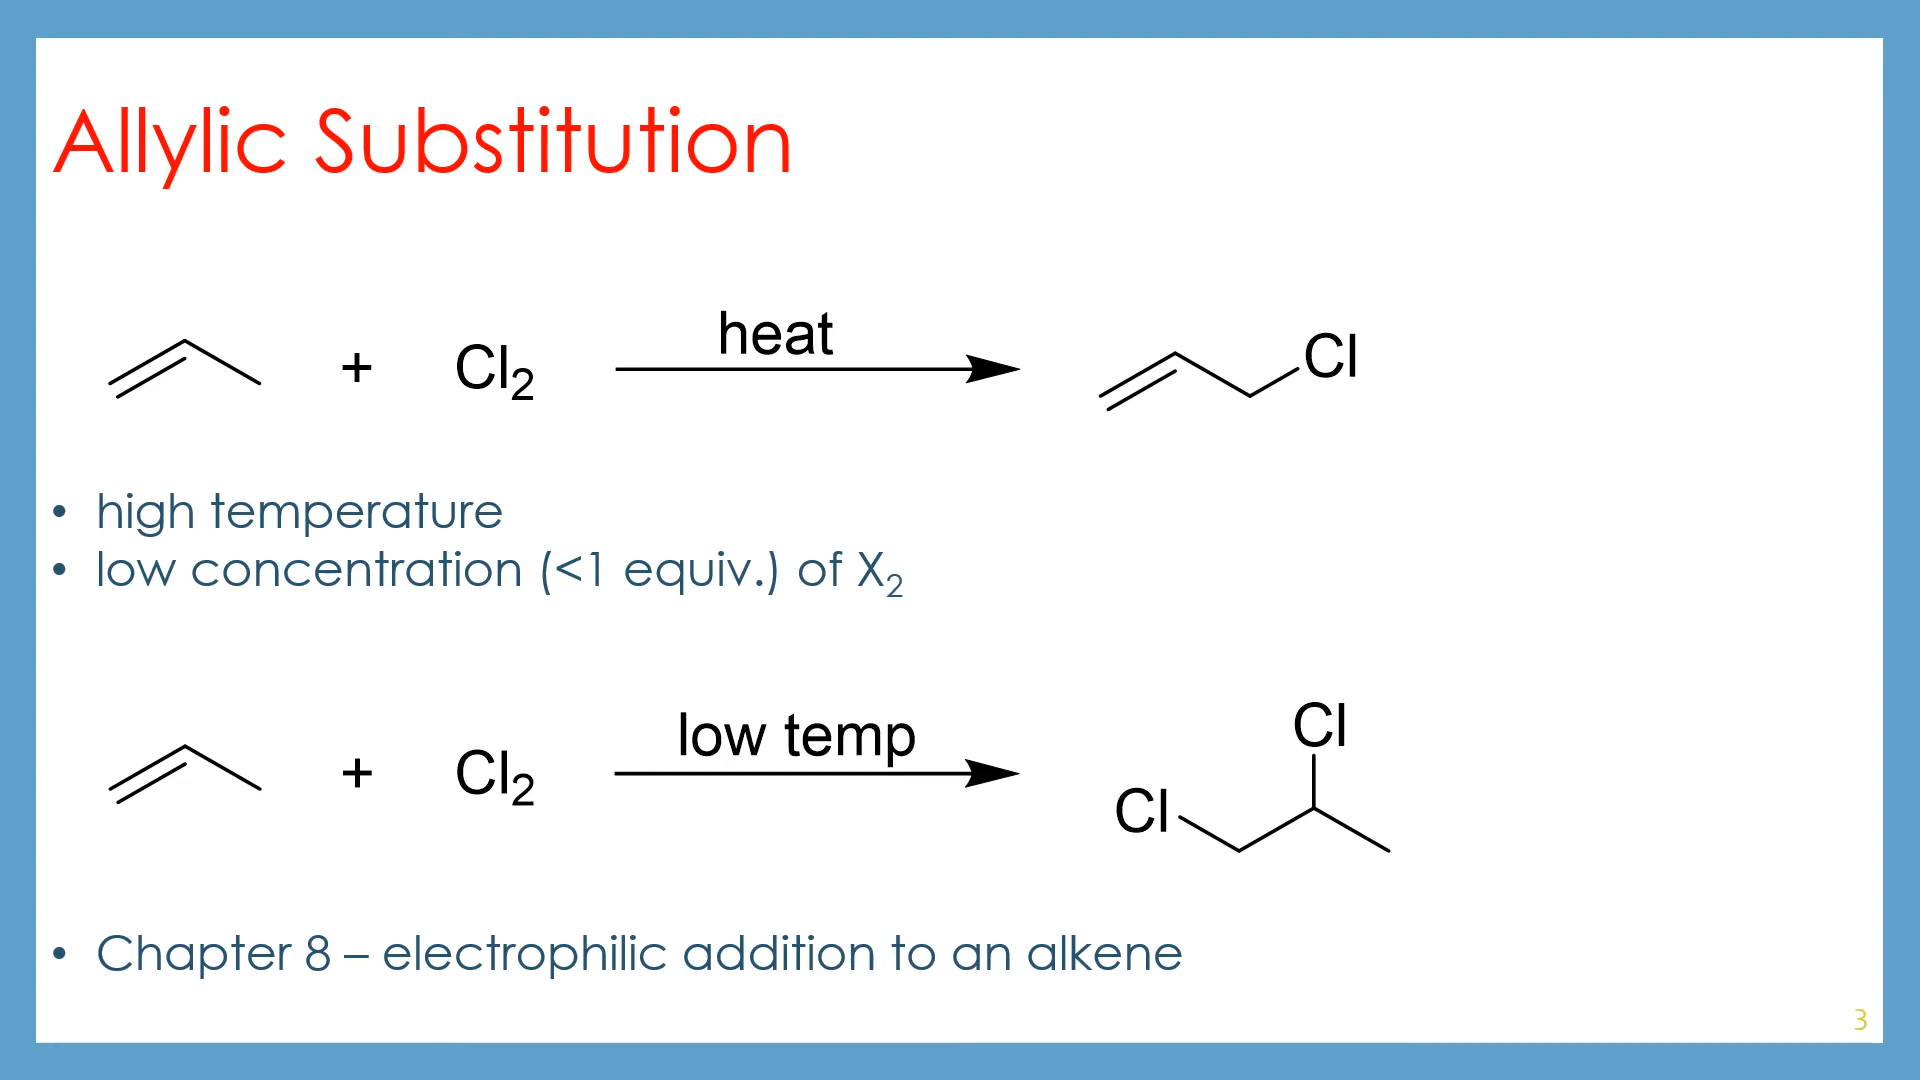 Allylic Substitution
heat
+ Cl₂ Cl
• high temperature
• low concentration (<1 equiv.) of X₂
low temp Cl
+ Cl₂ Cl
• Chapter 8 – electrophilic addition to an alkene
3